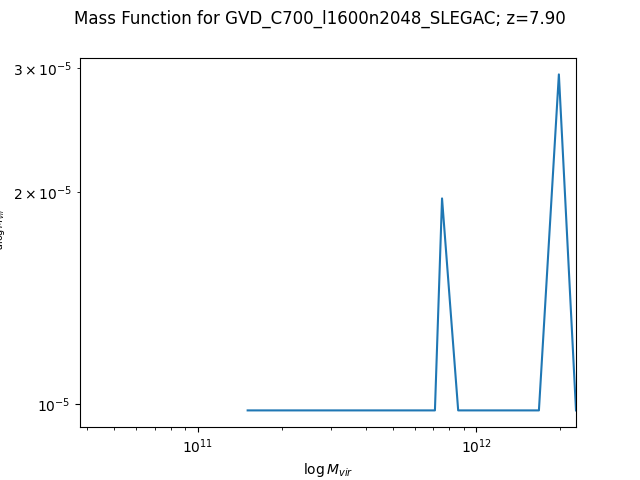 Mass Function for GVD_C700_l1600n2048_SLEGAC; z=7.90
3 × 10⁻⁵
2 × 10⁻⁵
10⁻⁵
10¹¹
10¹²
log M_vir